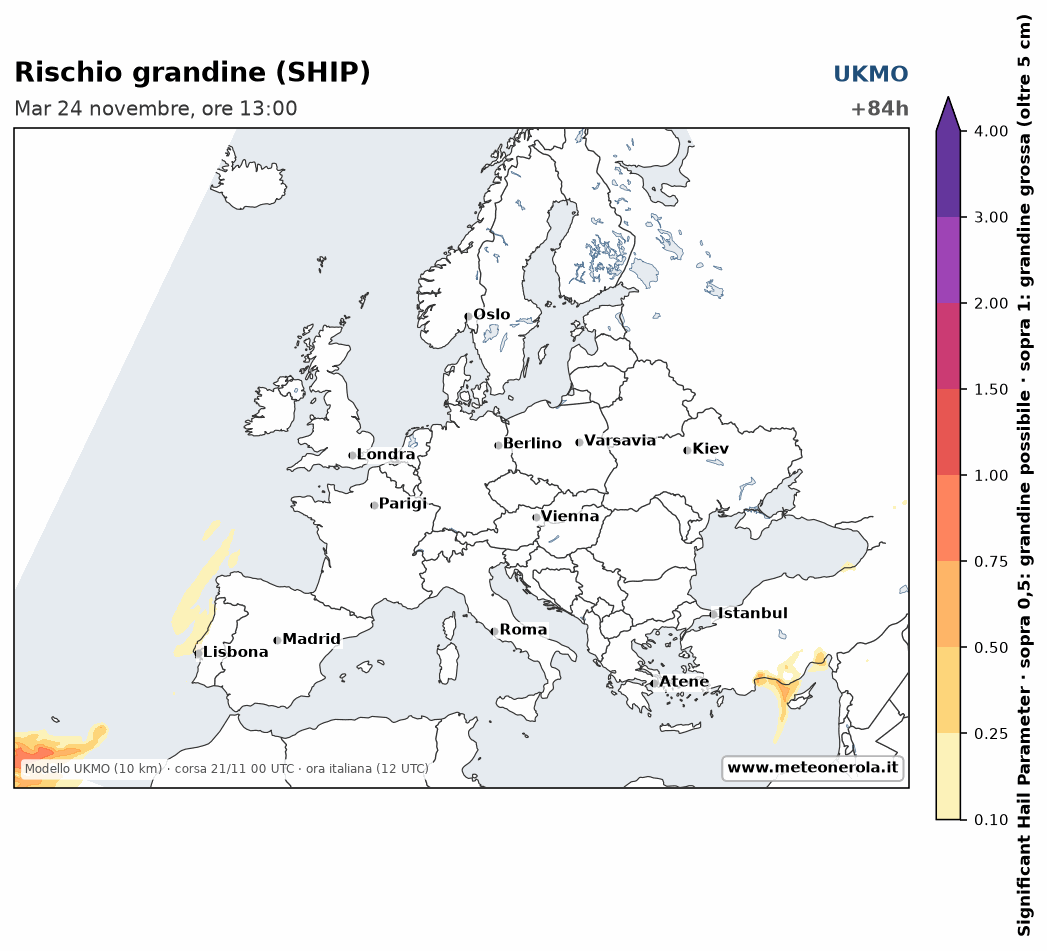 Rischio grandine (SHIP)
UKMO
Mar 24 novembre, ore 13:00
+84h
Oslo
Berlino
Varsavia
Kiev
Londra
Parigi
Vienna
Istanbul
Roma
Madrid
Lisbona
Atene
Modello UKMO (10 km) · corsa 21/11 00 UTC · ora italiana (12 UTC)
www.meteonerola.it
4.00
3.00
2.00
1.50
1.00
0.75
0.50
0.25
0.10
Significant Hail Parameter · sopra 0,5: grandine possibile · sopra 1: grandine grossa (oltre 5 cm)